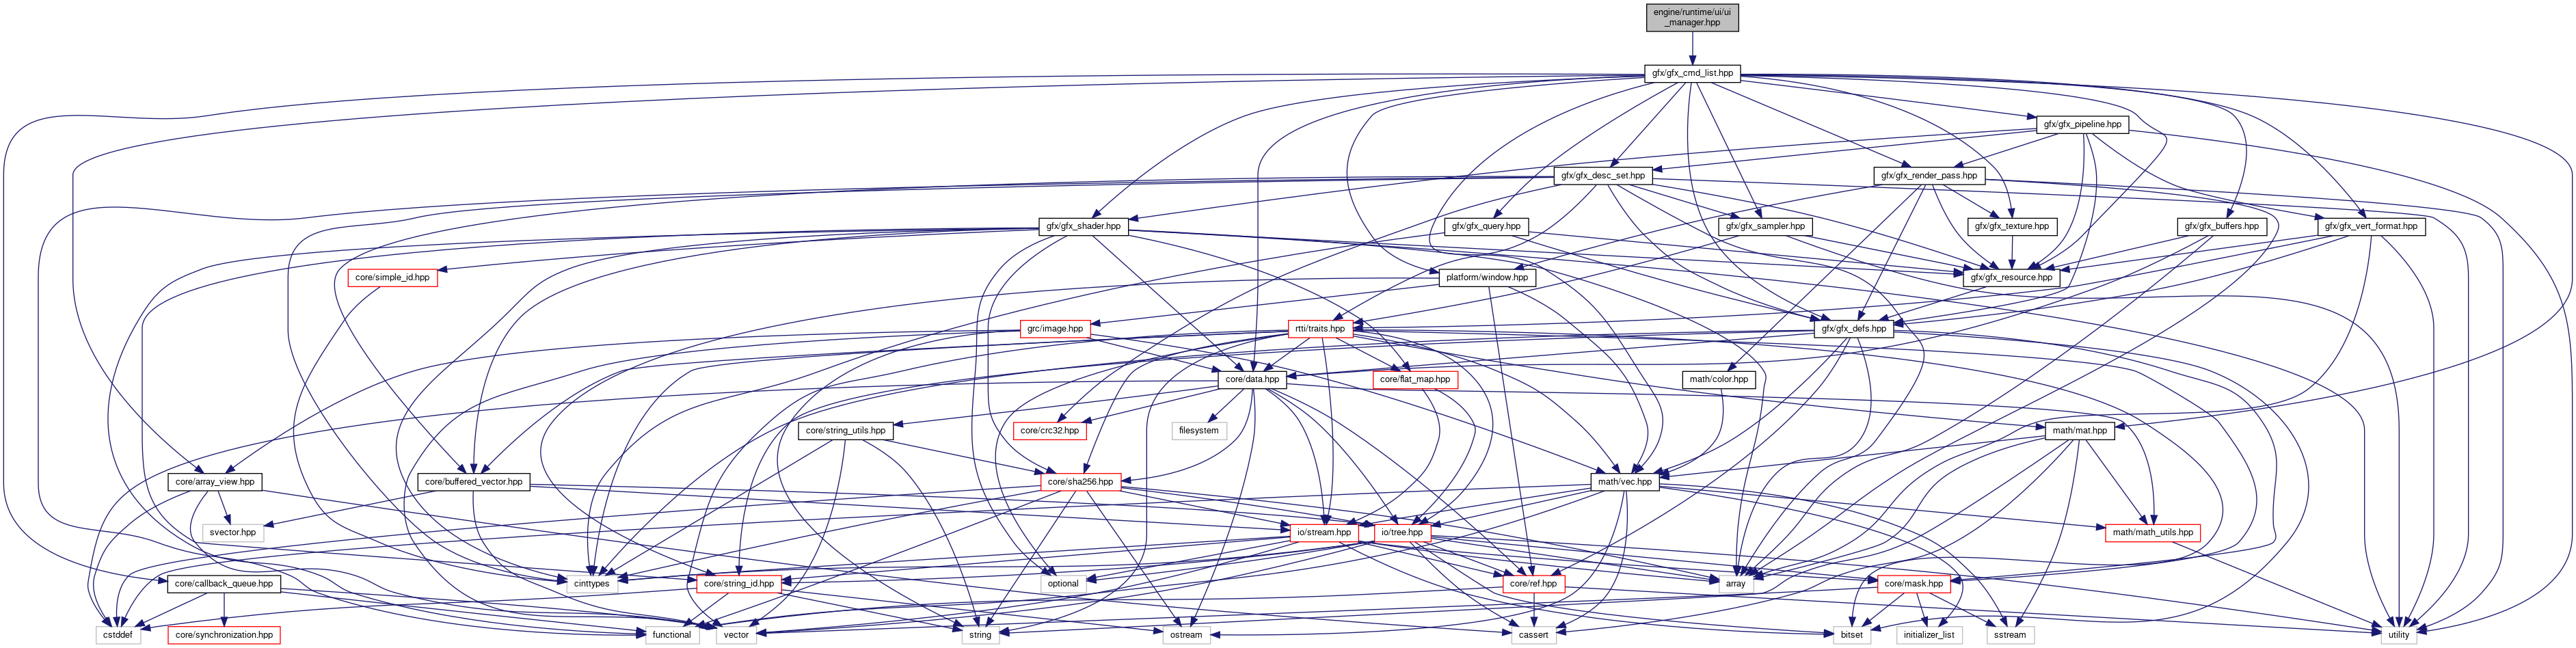 engine/runtime/ui/ui
_manager.hpp
gfx/gfx_cmd_list.hpp
gfx/gfx_pipeline.hpp
gfx/gfx_desc_set.hpp
gfx/gfx_render_pass.hpp
gfx/gfx_shader.hpp
gfx/gfx_query.hpp
gfx/gfx_sampler.hpp
gfx/gfx_texture.hpp
gfx/gfx_buffers.hpp
gfx/gfx_vert_format.hpp
core/simple_id.hpp
platform/window.hpp
gfx/gfx_resource.hpp
grc/image.hpp
rtti/traits.hpp
gfx/gfx_defs.hpp
core/data.hpp
core/flat_map.hpp
math/color.hpp
core/string_utils.hpp
core/crc32.hpp
filesystem
math/mat.hpp
core/array_view.hpp
core/buffered_vector.hpp
core/sha256.hpp
math/vec.hpp
svector.hpp
io/stream.hpp
io/tree.hpp
math/math_utils.hpp
core/callback_queue.hpp
cinttypes
core/string_id.hpp
optional
core/ref.hpp
array
core/mask.hpp
cstddef
core/synchronization.hpp
functional
vector
string
ostream
cassert
bitset
initializer_list
sstream
utility